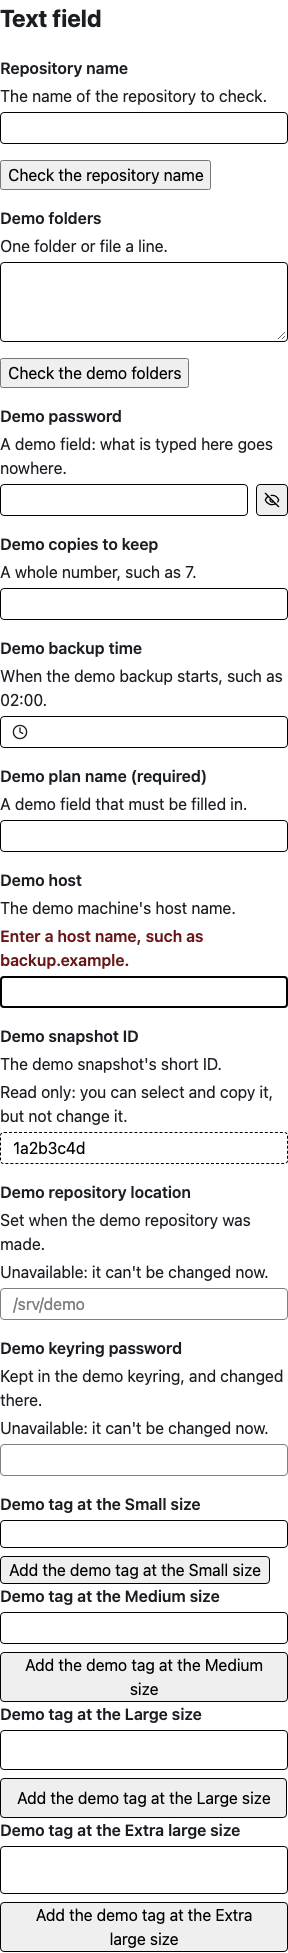 Text field
Repository name
The name of the repository to check.
Check the repository name
Demo folders
One folder or file a line.
Check the demo folders
Demo password
A demo field: what is typed here goes
nowhere.
Demo copies to keep
A whole number, such as 7.
Demo backup time
When the demo backup starts, such as
02:00.
Demo plan name (required)
A demo field that must be filled in.
Demo host
The demo machine's host name.
Enter a host name, such as
backup.example.
Demo snapshot ID
The demo snapshot's short ID.
Read only: you can select and copy it,
but not change it.
1a2b3c4d
Demo repository location
Set when the demo repository was
made.
Unavailable: it can't be changed now.
/srv/demo
Demo keyring password
Kept in the demo keyring, and changed
there.
Unavailable: it can't be changed now.
Demo tag at the Small size
Add the demo tag at the Small size
Demo tag at the Medium size
Add the demo tag at the Medium
size
Demo tag at the Large size
Add the demo tag at the Large size
Demo tag at the Extra large size
Add the demo tag at the Extra
large size